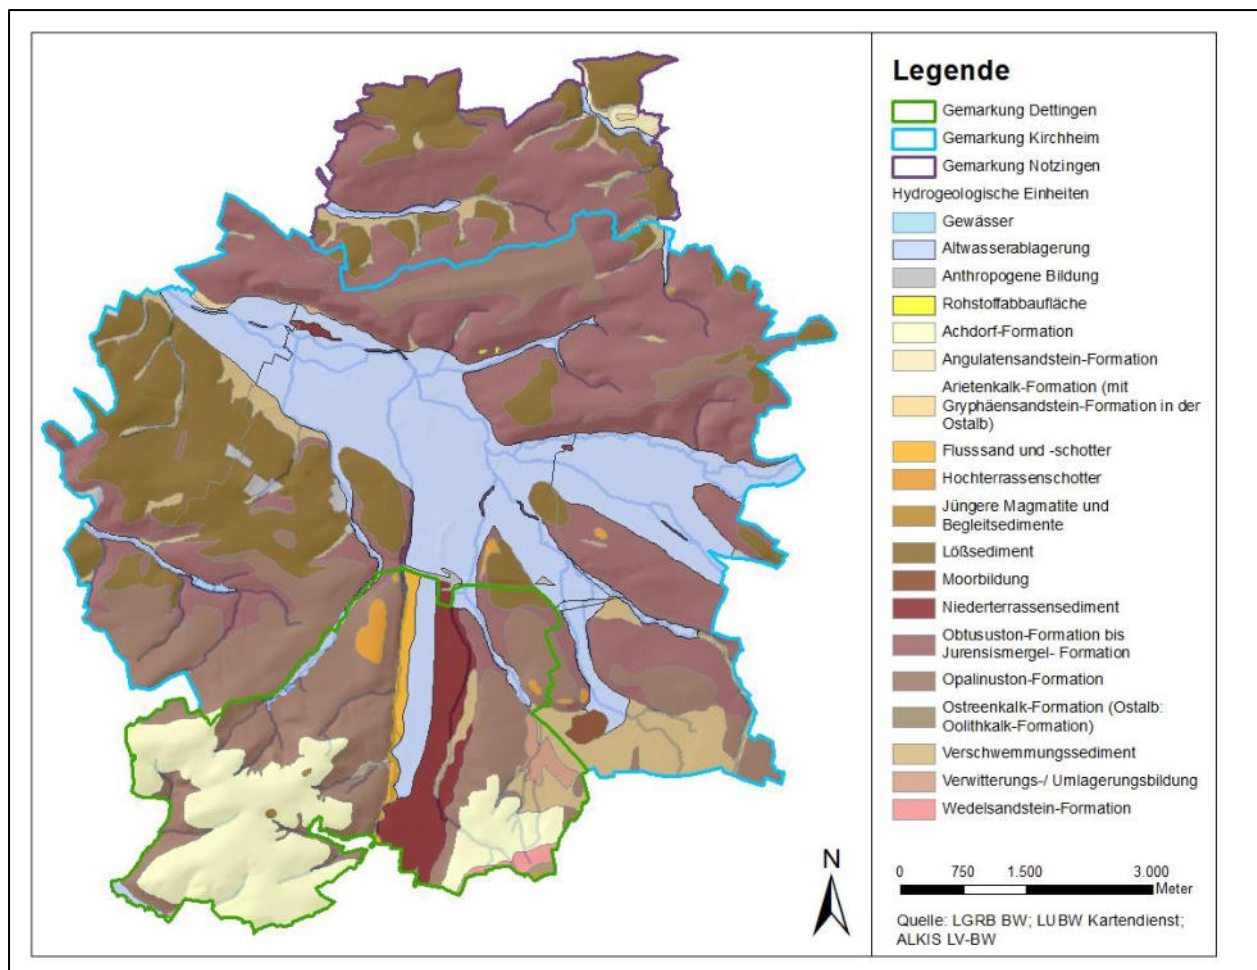 Legende
Gemarkung Dettingen
Gemarkung Kirchheim
Gemarkung Notzingen
Hydrogeologische Einheiten
Gewässer
Altwasserablagerung
Anthropogene Bildung
Rohstoffabbaufläche
Achdorf-Formation
Angulatensandstein-Formation
Arietenkalk-Formation (mit
Gryphäensandstein-Formation in der
Ostalb)
Flusssand und -schotter
Hochterrassenschotter
Jüngere Magmatite und
Begleitsedimente
Lößsediment
Moorbildung
Niederterrassensediment
Obtususton-Formation bis
Jurensismergel- Formation
Opalinuston-Formation
Ostreenkalk-Formation (Ostalb:
Oolithkalk-Formation)
Verschwemmungssediment
Verwitterungs-/ Umlagerungsbildung
Wedelsandstein-Formation
N
0 750 1.500 3.000
Meter
Quelle: LGRB BW; LUBW Kartendienst;
ALKIS LV-BW